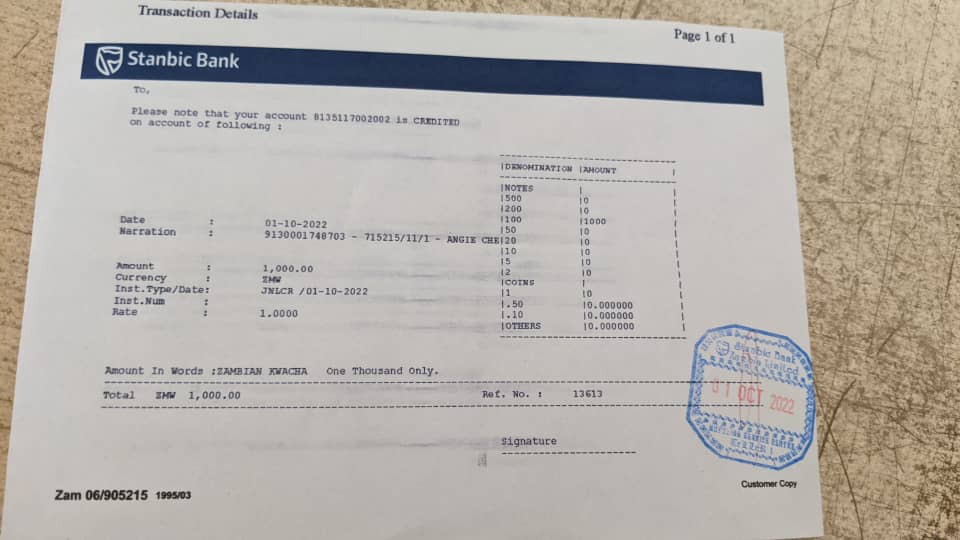 Transaction Details
Page 1 of 1
Stanbic Bank
To,
Please note that your account 8135117002002 is CREDITED
on account of following :
|DENOMINATION |AMOUNT |
|NOTES | |
|500 |0 |
|200 |0 |
|100 |1000 |
|50 |0 |
|20 |0 |
|10 |0 |
|5 |0 |
|2 |0 |
|COINS | |
|1 |0 |
|.50 |0.000000 |
|.10 |0.000000 |
|OTHERS |0.000000 |
Date : 01-10-2022
Narration : 9130001748703 - 715215/11/1 - ANGIE CHE
Amount : 1,000.00
Currency : ZMW
Inst.Type/Date: JNLCR /01-10-2022
Inst.Num :
Rate : 1.0000
Amount In Words :ZAMBIAN KWACHA One Thousand Only.
Total ZMW 1,000.00 Ref. No. : 13613
Signature
Stanbic Bank
Zambia Limited
01 OCT 2022
Zam 06/905215 1995/03
Customer Copy